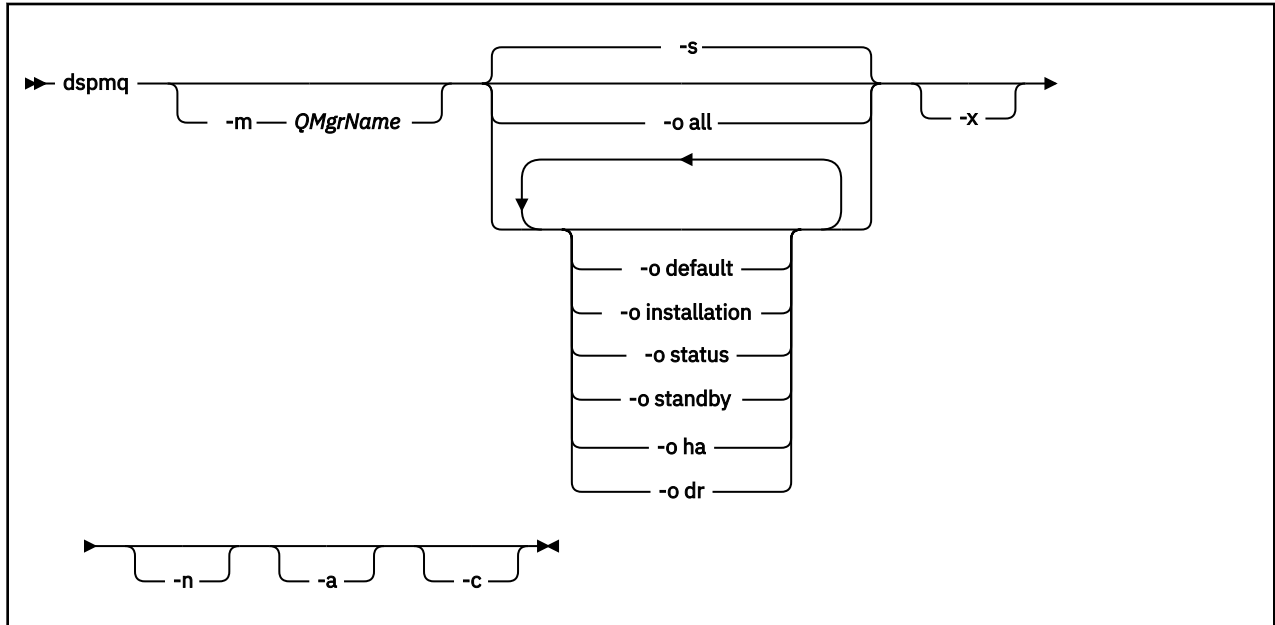 -s
dspmq
-m QMgrName
-o all
-x
-o default
-o installation
-o status
-o standby
-o ha
-o dr
-n
-a
-c